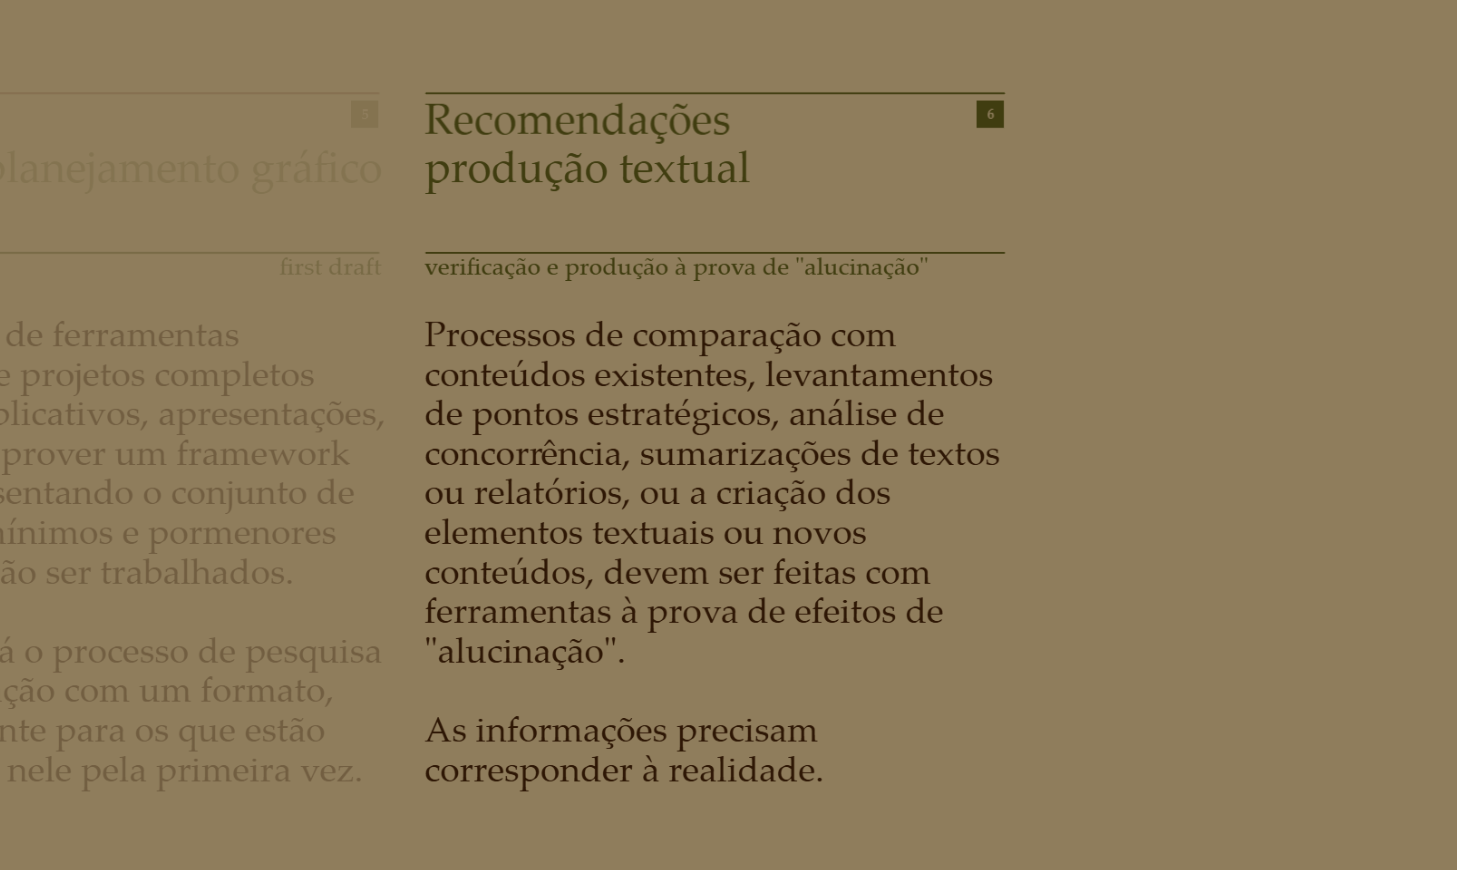 5
planejamento gráfico
first draft
de ferramentas
e projetos completos
plicativos, apresentações,
prover um framework
sentando o conjunto de
mínimos e pormenores
ão ser trabalhados.
á o processo de pesquisa
ção com um formato,
nte para os que estão
nele pela primeira vez.
Recomendações
6
produção textual
verificação e produção à prova de "alucinação"
Processos de comparação com
conteúdos existentes, levantamentos
de pontos estratégicos, análise de
concorrência, sumarizações de textos
ou relatórios, ou a criação dos
elementos textuais ou novos
conteúdos, devem ser feitas com
ferramentas à prova de efeitos de
"alucinação".
As informações precisam
corresponder à realidade.